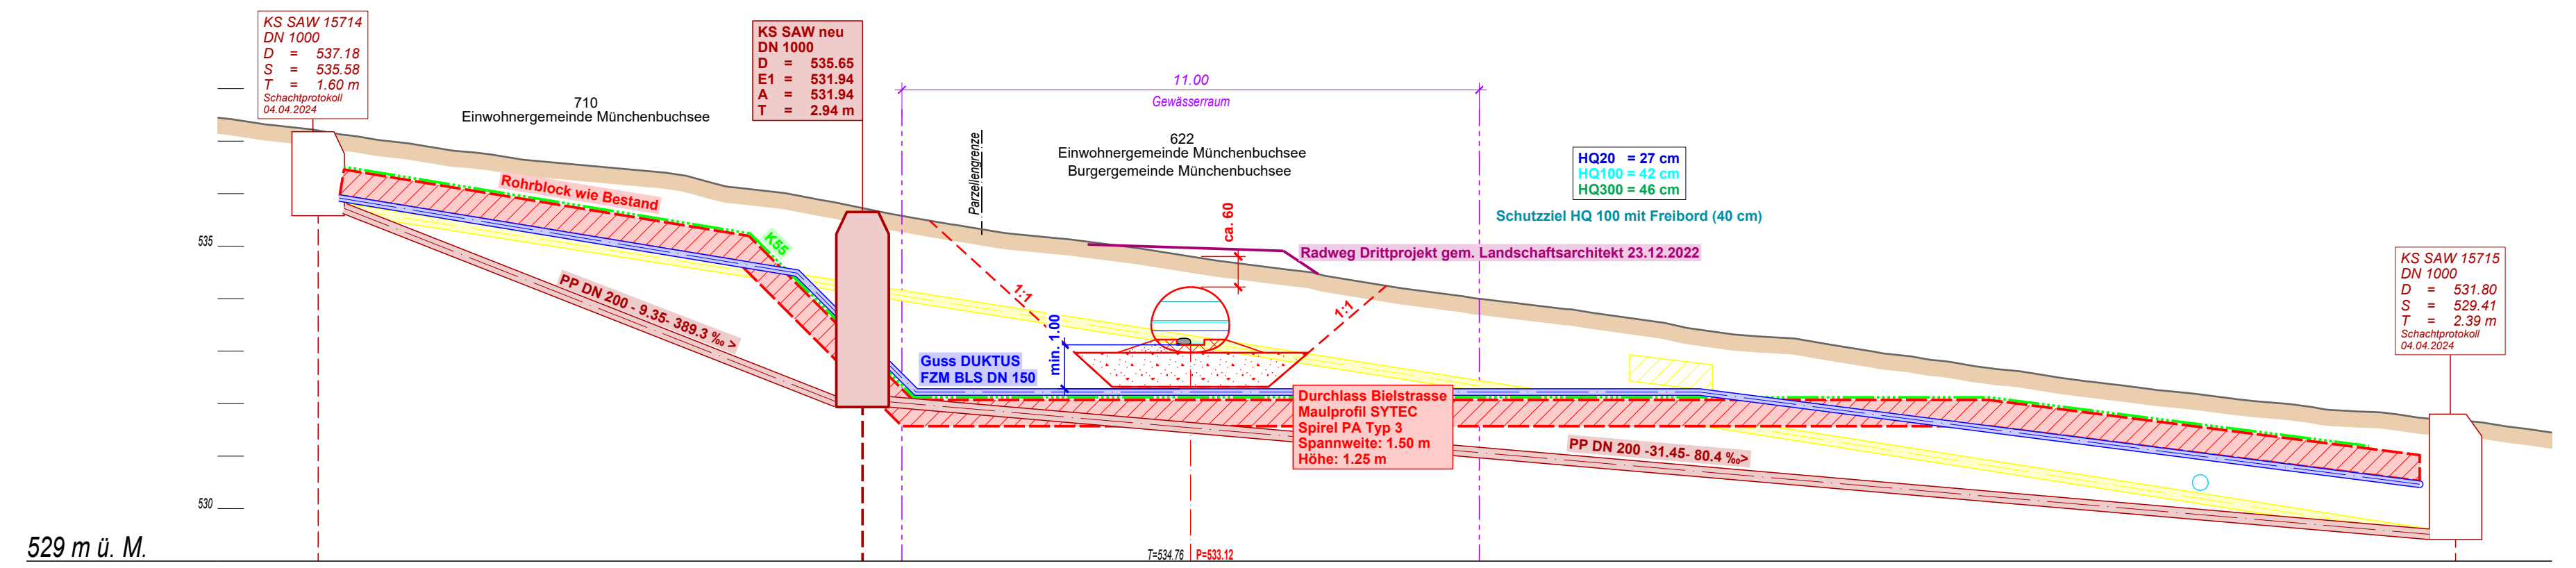 KS SAW 15714
DN 1000
D = 537.18
S = 535.58
T = 1.60 m
Schachtprotokoll
04.04.2024
710
Einwohnergemeinde Münchenbuchsee
KS SAW neu
DN 1000
D = 535.65
E1 = 531.94
A = 531.94
T = 2.94 m
11.00
Gewässerraum
Parzellengrenze
622
Einwohnergemeinde Münchenbuchsee
Burgergemeinde Münchenbuchsee
HQ20 = 27 cm
HQ100 = 42 cm
HQ300 = 46 cm
Schutzziel HQ 100 mit Freibord (40 cm)
ca. 60
Radweg Drittprojekt gem. Landschaftsarchitekt 23.12.2022
KS SAW 15715
DN 1000
D = 531.80
S = 529.41
T = 2.39 m
Schachtprotokoll
04.04.2024
Rohrblock wie Bestand
K55
535
PP DN 200 - 9.35- 389.3 ‰ >
1:1
1:1
min. 1.00
Guss DUKTUS
FZM BLS DN 150
Durchlass Bielstrasse
Maulprofil SYTEC
Spirel PA Typ 3
Spannweite: 1.50 m
Höhe: 1.25 m
PP DN 200 -31.45- 80.4 ‰>
530
529 m ü. M.
T=534.76
P=533.12